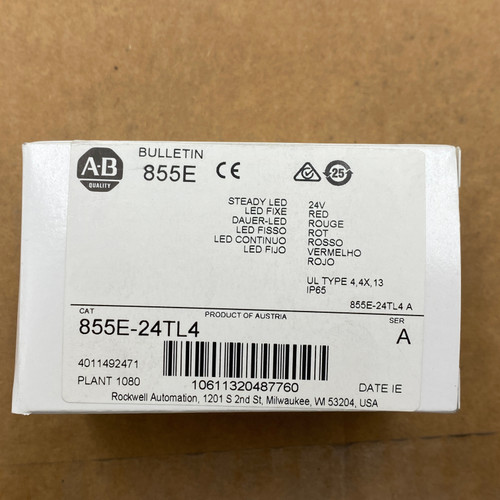 A-B
QUALITY
BULLETIN
855E CE
25
STEADY LED 24V
LED FIXE RED
DAUER-LED ROUGE
LED FISSO ROT
LED CONTINUO ROSSO
LED FIJO VERMELHO
ROJO
UL TYPE 4,4X,13
IP65
855E-24TL4 A
PRODUCT OF AUSTRIA
CAT SER
855E-24TL4 A
4011492471
PLANT 1080 10611320487760 DATE IE
Rockwell Automation, 1201 S 2nd St, Milwaukee, WI 53204, USA